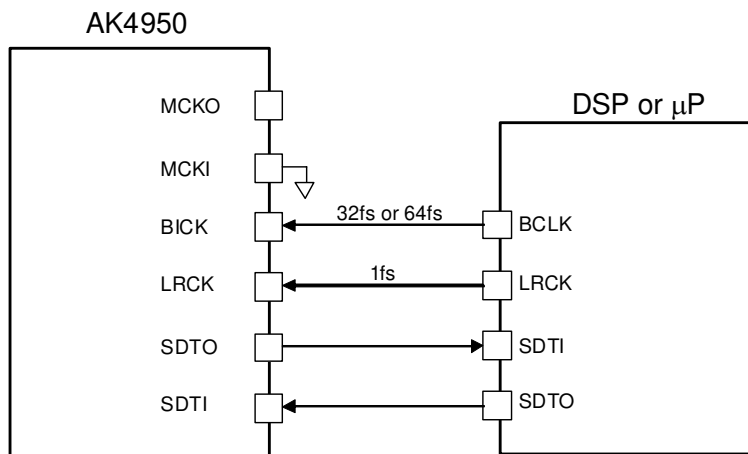 AK4950
DSP or μP
MCKO
MCKI
BICK
32fs or 64fs
BCLK
LRCK
1fs
LRCK
SDTO
SDTI
SDTI
SDTO